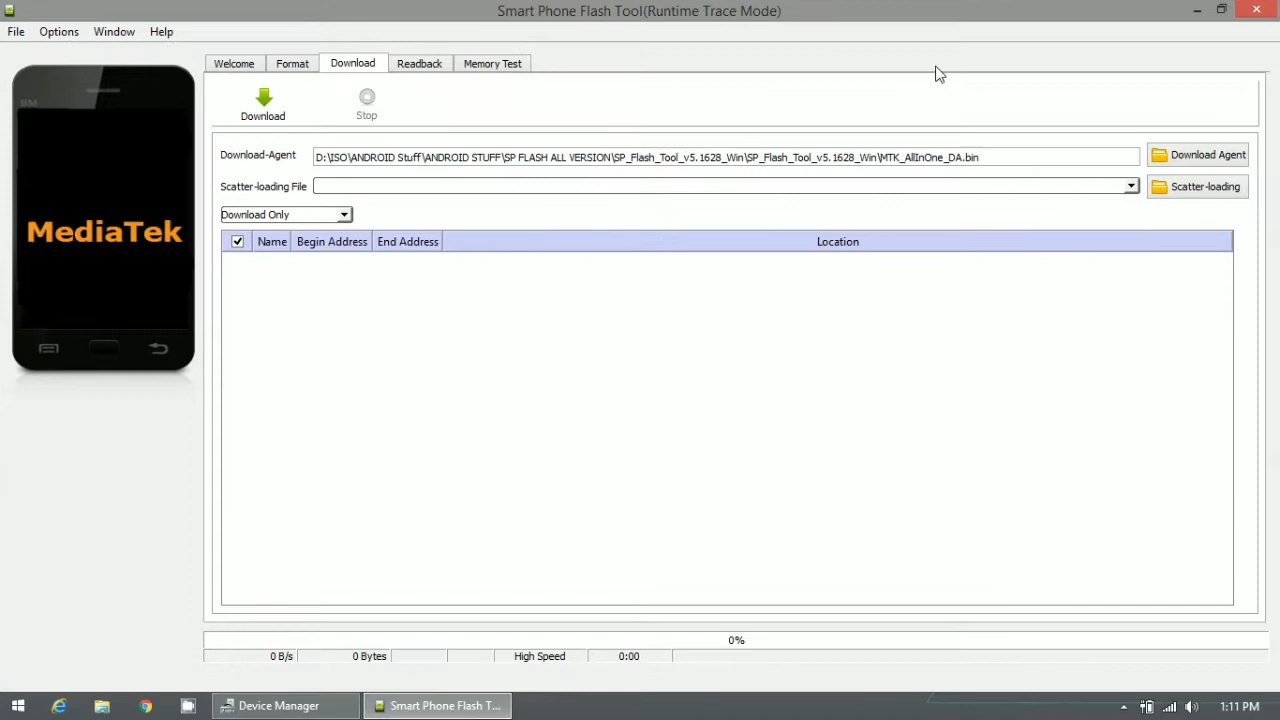 Smart Phone Flash Tool(Runtime Trace Mode)
File Options Window Help
Welcome Format Download Readback Memory Test
BM
Download Stop
Download-Agent D:\ISO\ANDROID Stuff\ANDROID STUFF\SP FLASH ALL VERSION\SP_Flash_Tool_v5.1628_Win\SP_Flash_Tool_v5.1628_Win\MTK_AllInOne_DA.bin Download Agent
Scatter-loading File Scatter-loading
Download Only
MediaTek
Name Begin Address End Address Location
0%
0 B/s 0 Bytes High Speed 0:00
Device Manager Smart Phone Flash T... 1:11 PM